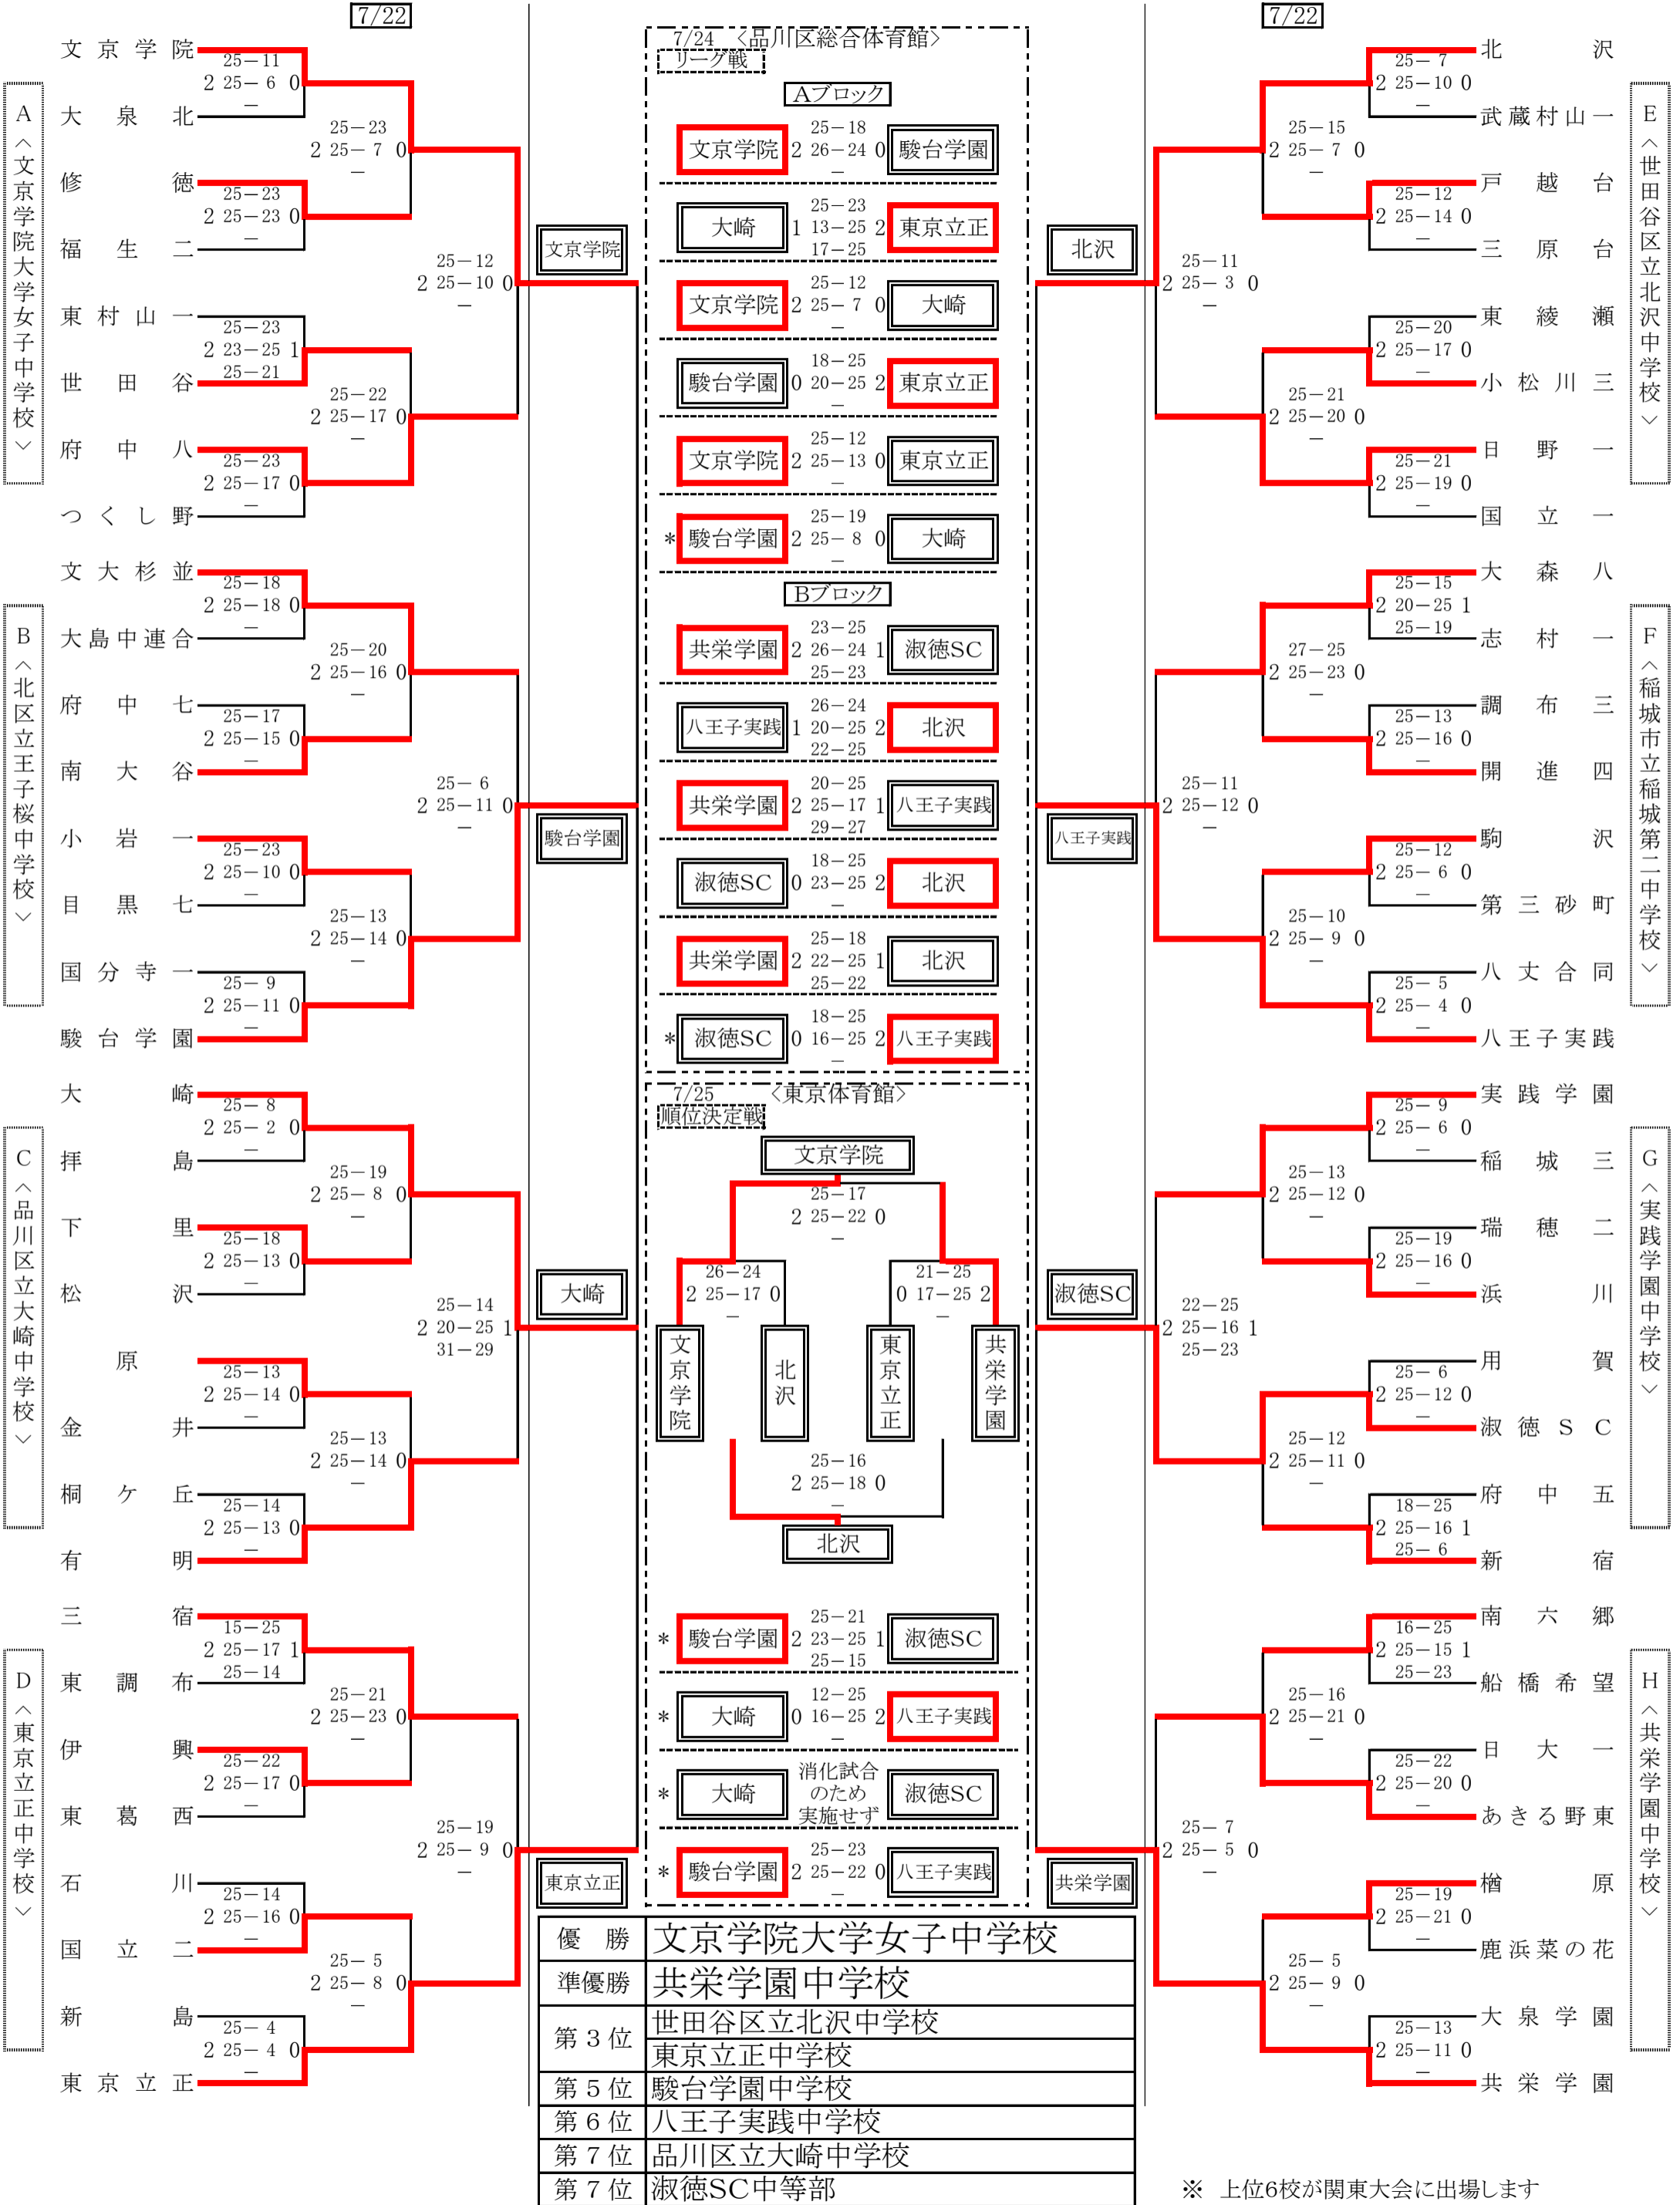 7/22
A〈文京学院大学女子中学校〉
文京学院
25－11
2 25－ 6 0
－
大泉北
25－23
2 25－ 7 0
－
修徳
25－23
2 25－23 0
－
福生二
25－12
2 25－10 0
－
東村山一
25－23
2 23－25 1
25－21
世田谷
25－22
2 25－17 0
－
府中八
25－23
2 25－17 0
－
つくし野
文京学院
B〈北区立王子桜中学校〉
文大杉並
25－18
2 25－18 0
－
大島中連合
25－20
2 25－16 0
－
府中七
25－17
2 25－15 0
－
南大谷
25－ 6
2 25－11 0
－
小岩一
25－23
2 25－10 0
－
目黒七
25－13
2 25－14 0
－
国分寺一
25－ 9
2 25－11 0
－
駿台学園
駿台学園
C〈品川区立大崎中学校〉
大崎
25－ 8
2 25－ 2 0
－
拝島
25－19
2 25－ 8 0
－
下里
25－18
2 25－13 0
－
松沢
25－14
2 20－25 1
31－29
原
25－13
2 25－14 0
－
金井
25－13
2 25－14 0
－
桐ケ丘
25－14
2 25－13 0
－
有明
大崎
D〈東京立正中学校〉
三宿
15－25
2 25－17 1
25－14
東調布
25－21
2 25－23 0
－
伊興
25－22
2 25－17 0
－
東葛西
25－19
2 25－ 9 0
－
石川
25－14
2 25－16 0
－
国立二
25－ 5
2 25－ 8 0
－
新島
25－ 4
2 25－ 4 0
－
東京立正
東京立正
7/24 〈品川区総合体育館〉
リーグ戦
Aブロック
25－18
文京学院 2 26－24 0 駿台学園
－
25－23
大崎 1 13－25 2 東京立正
17－25
25－12
文京学院 2 25－ 7 0 大崎
－
18－25
駿台学園 0 20－25 2 東京立正
－
25－12
文京学院 2 25－13 0 東京立正
－
25－19
* 駿台学園 2 25－ 8 0 大崎
－
Bブロック
23－25
共栄学園 2 26－24 1 淑徳SC
25－23
26－24
八王子実践 1 20－25 2 北沢
22－25
20－25
共栄学園 2 25－17 1 八王子実践
29－27
18－25
淑徳SC 0 23－25 2 北沢
－
25－18
共栄学園 2 22－25 1 北沢
25－22
18－25
* 淑徳SC 0 16－25 2 八王子実践
－
7/25 〈東京体育館〉
順位決定戦
文京学院
25－17
2 25－22 0
－
26－24
2 25－17 0
－
21－25
0 17－25 2
－
文京学院
北沢
東京立正
共栄学園
25－16
2 25－18 0
－
北沢
25－21
* 駿台学園 2 23－25 1 淑徳SC
25－15
12－25
* 大崎 0 16－25 2 八王子実践
－
消化試合
* 大崎 のため 淑徳SC
実施せず
25－23
* 駿台学園 2 25－22 0 八王子実践
－
7/22
E〈世田谷区立北沢中学校〉
北沢
北沢
25－ 7
2 25－10 0
－
武蔵村山一
25－15
2 25－ 7 0
－
戸越台
25－12
2 25－14 0
－
三原台
25－11
2 25－ 3 0
－
東綾瀬
25－20
2 25－17 0
－
小松川三
25－21
2 25－20 0
－
日野一
25－21
2 25－19 0
－
国立一
F〈稲城市立稲城第二中学校〉
大森八
25－15
2 20－25 1
25－19
志村一
27－25
2 25－23 0
－
調布三
25－13
2 25－16 0
－
開進四
25－11
2 25－12 0
－
八王子実践
駒沢
25－12
2 25－ 6 0
－
第三砂町
25－10
2 25－ 9 0
－
八丈合同
25－ 5
2 25－ 4 0
－
八王子実践
G〈実践学園中学校〉
実践学園
25－ 9
2 25－ 6 0
－
稲城三
25－13
2 25－12 0
－
瑞穂二
25－19
2 25－16 0
－
浜川
淑徳SC
22－25
2 25－16 1
25－23
用賀
25－ 6
2 25－12 0
－
淑徳SC
25－12
2 25－11 0
－
府中五
18－25
2 25－16 1
25－ 6
新宿
H〈共栄学園中学校〉
南六郷
16－25
2 25－15 1
25－23
船橋希望
25－16
2 25－21 0
－
日大一
25－22
2 25－20 0
－
あきる野東
25－ 7
2 25－ 5 0
－
共栄学園
楢原
25－19
2 25－21 0
－
鹿浜菜の花
25－ 5
2 25－ 9 0
－
大泉学園
25－13
2 25－11 0
－
共栄学園
優 勝 文京学院大学女子中学校
準優勝 共栄学園中学校
第３位 世田谷区立北沢中学校
東京立正中学校
第５位 駿台学園中学校
第６位 八王子実践中学校
第７位 品川区立大崎中学校
第７位 淑徳SC中等部
※ 上位6校が関東大会に出場します